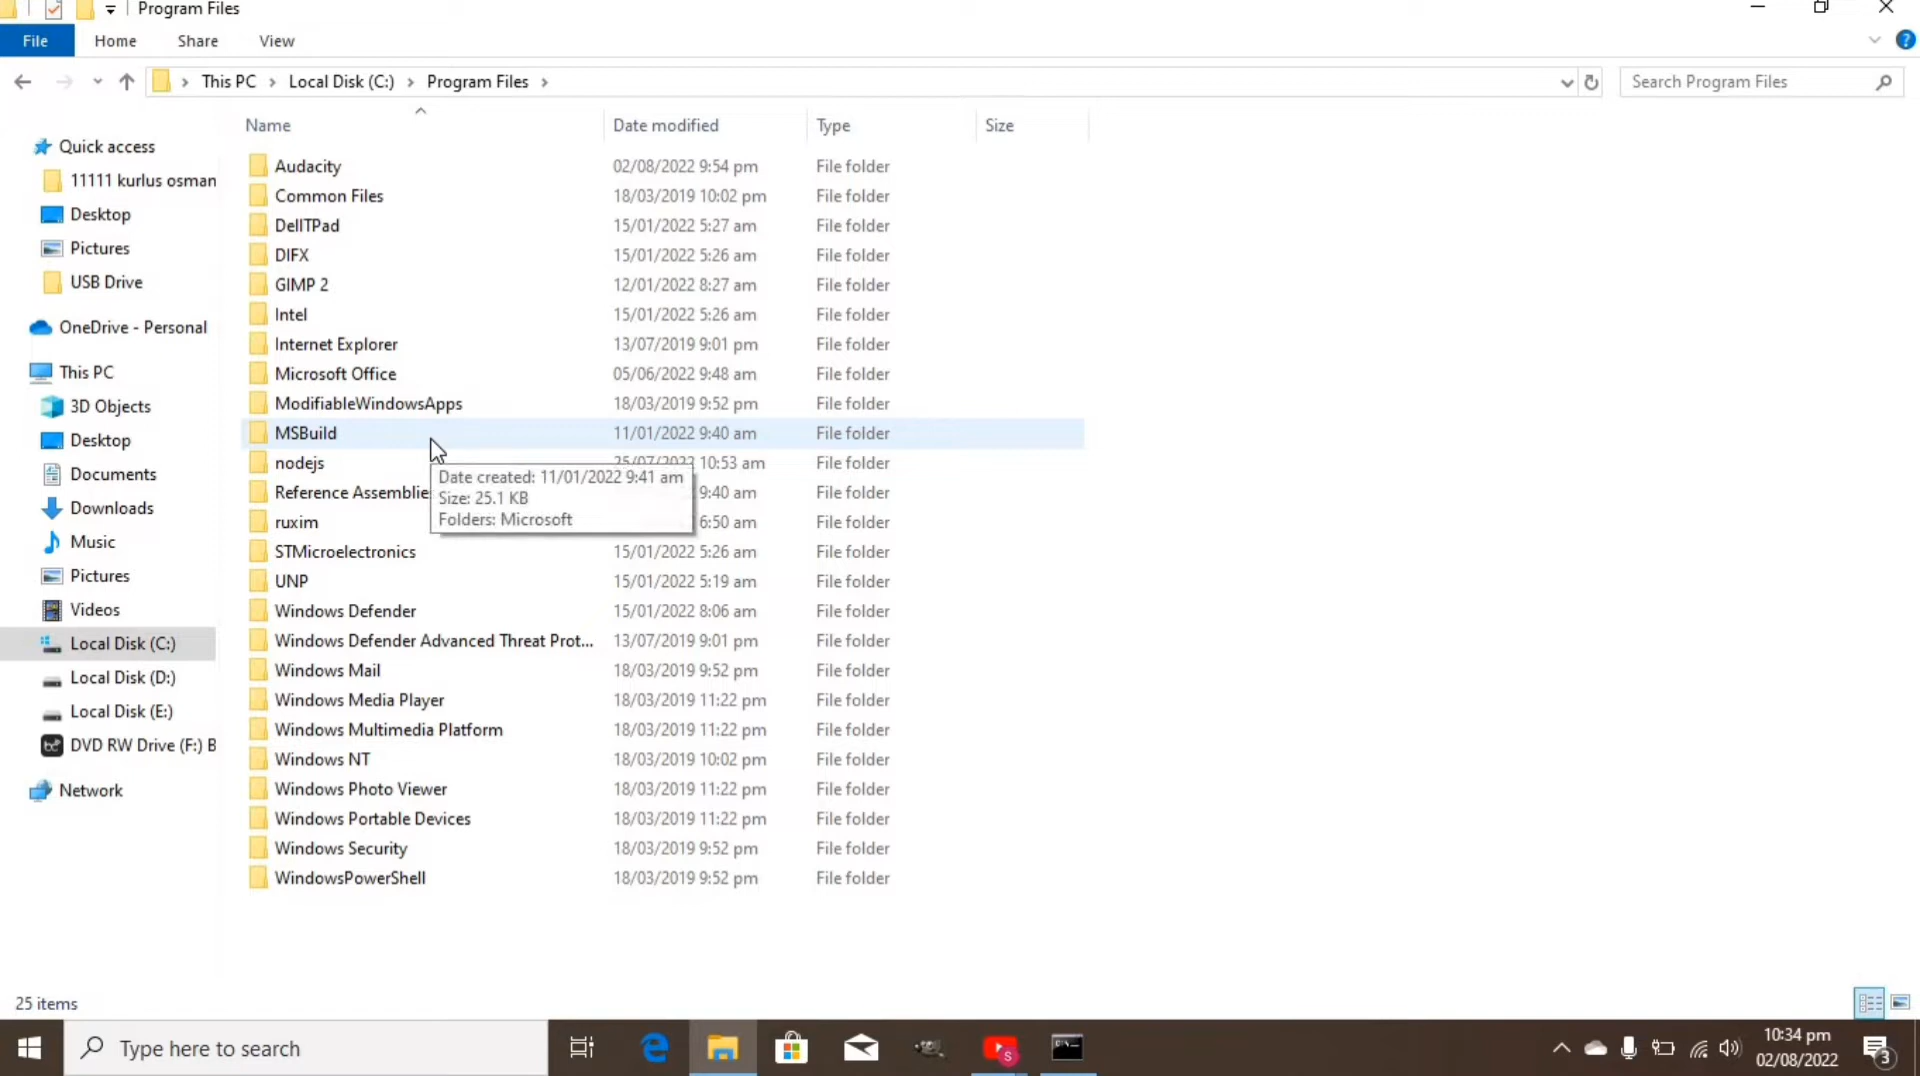 Program Files
File Home Share View
This PC Local Disk (C:) Program Files
Search Program Files
Name Date modified Type Size
Quick access
11111 kurlus osman
Desktop
Pictures
USB Drive
OneDrive - Personal
This PC
3D Objects
Desktop
Documents
Downloads
Music
Pictures
Videos
Local Disk (C:)
Local Disk (D:)
Local Disk (E:)
DVD RW Drive (F:) B
Network
Audacity 02/08/2022 9:54 pm File folder
Common Files 18/03/2019 10:02 pm File folder
DellTPad 15/01/2022 5:27 am File folder
DIFX 15/01/2022 5:26 am File folder
GIMP 2 12/01/2022 8:27 am File folder
Intel 15/01/2022 5:26 am File folder
Internet Explorer 13/07/2019 9:01 pm File folder
Microsoft Office 05/06/2022 9:48 am File folder
ModifiableWindowsApps 18/03/2019 9:52 pm File folder
MSBuild 11/01/2022 9:40 am File folder
nodejs 25/07/2022 10:53 am File folder
Reference Assemblie 9:40 am File folder
ruxim 6:50 am File folder
STMicroelectronics 15/01/2022 5:26 am File folder
UNP 15/01/2022 5:19 am File folder
Windows Defender 15/01/2022 8:06 am File folder
Windows Defender Advanced Threat Prot... 13/07/2019 9:01 pm File folder
Windows Mail 18/03/2019 9:52 pm File folder
Windows Media Player 18/03/2019 11:22 pm File folder
Windows Multimedia Platform 18/03/2019 11:22 pm File folder
Windows NT 18/03/2019 10:02 pm File folder
Windows Photo Viewer 18/03/2019 11:22 pm File folder
Windows Portable Devices 18/03/2019 11:22 pm File folder
Windows Security 18/03/2019 9:52 pm File folder
WindowsPowerShell 18/03/2019 9:52 pm File folder
Date created: 11/01/2022 9:41 am
Size: 25.1 KB
Folders: Microsoft
25 items
Type here to search
S
10:34 pm
02/08/2022
3